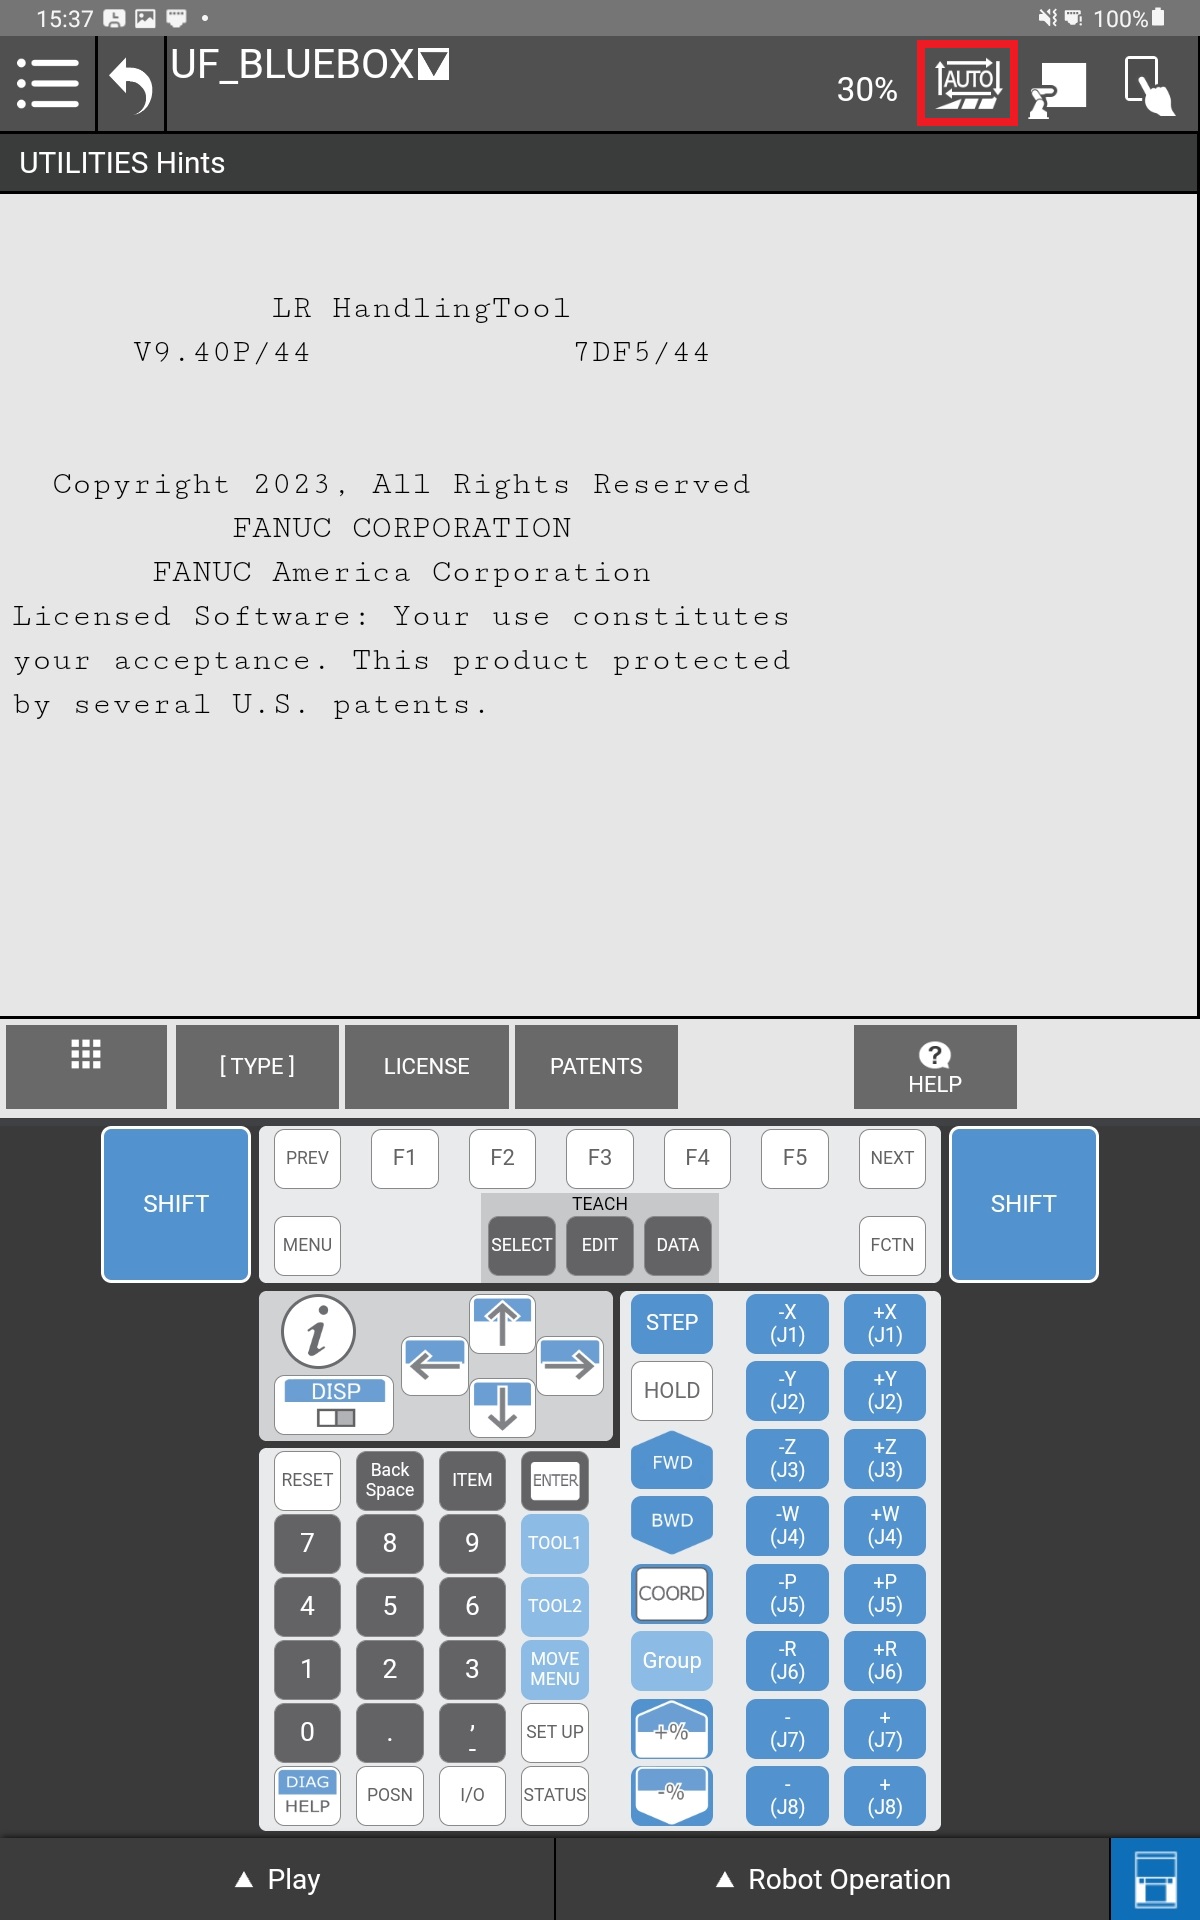 15:37 100%
UF_BLUEBOX
30% AUTO
UTILITIES Hints
LR HandlingTool
V9.40P/44 7DF5/44
Copyright 2023, All Rights Reserved
FANUC CORPORATION
FANUC America Corporation
Licensed Software: Your use constitutes
your acceptance. This product protected
by several U.S. patents.
[ TYPE ] LICENSE PATENTS HELP
SHIFT PREV F1 F2 F3 F4 F5 NEXT SHIFT
TEACH
MENU SELECT EDIT DATA FCTN
i
DISP
STEP -X (J1) +X (J1)
HOLD -Y (J2) +Y (J2)
FWD -Z (J3) +Z (J3)
BWD -W (J4) +W (J4)
COORD -P (J5) +P (J5)
Group -R (J6) +R (J6)
+% - (J7) + (J7)
-% - (J8) + (J8)
RESET Back Space ITEM ENTER
7 8 9 TOOL1
4 5 6 TOOL2
1 2 3 MOVE MENU
0 . , - SET UP
DIAG HELP POSN I/O STATUS
Play Robot Operation